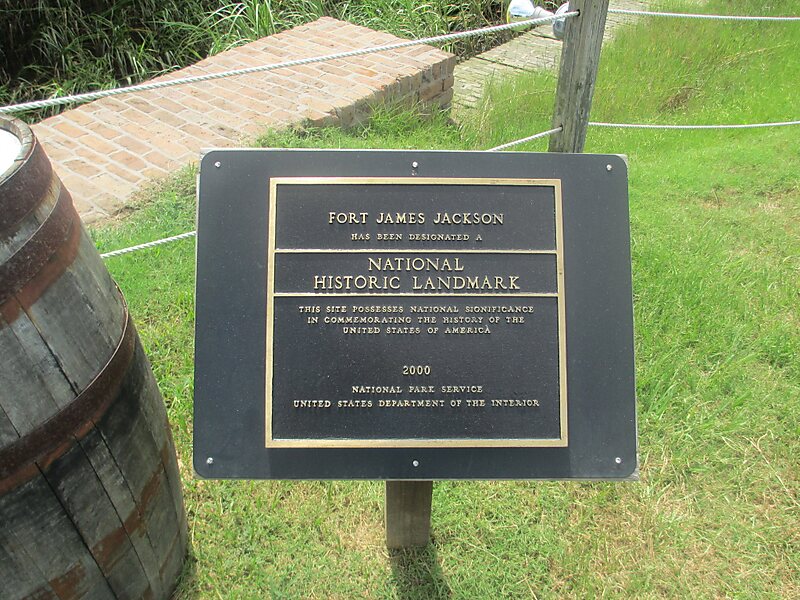 FORT JAMES JACKSON
HAS BEEN DESIGNATED A
NATIONAL
HISTORIC LANDMARK
THIS SITE POSSESSES NATIONAL SIGNIFICANCE
IN COMMEMORATING THE HISTORY OF THE
UNITED STATES OF AMERICA
2000
NATIONAL PARK SERVICE
UNITED STATES DEPARTMENT OF THE INTERIOR